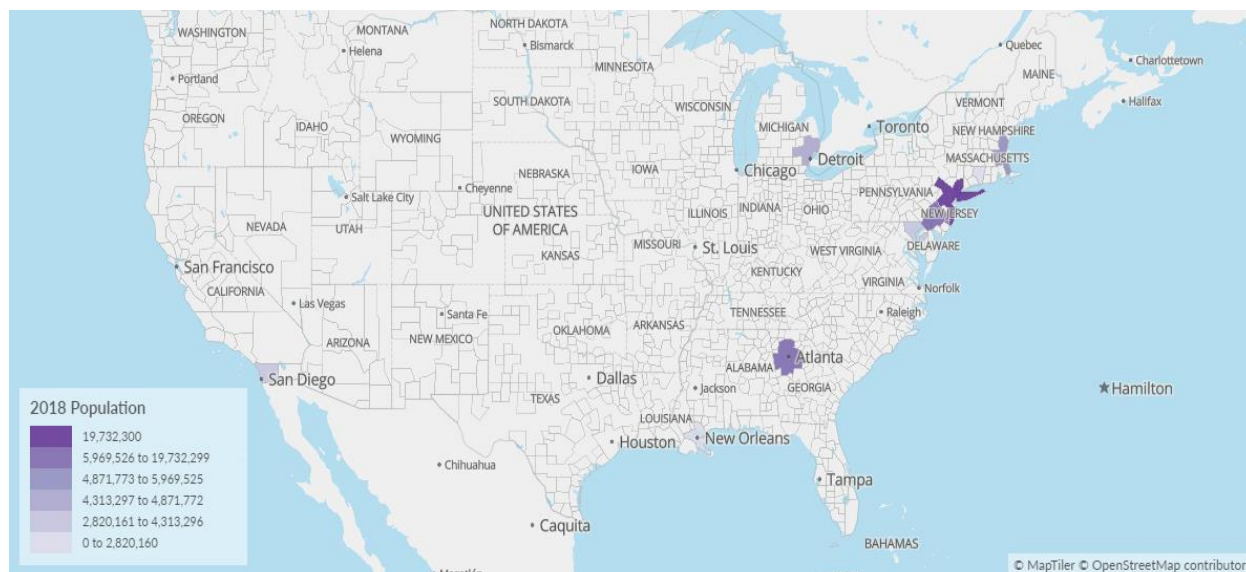 WASHINGTON
MONTANA
NORTH DAKOTA
Helena
Bismarck
Quebec
Charlottetown
MINNESOTA
MAINE
Portland
SOUTH DAKOTA
WISCONSIN
VERMONT
Halifax
OREGON
IDAHO
MICHIGAN
Toronto
NEW HAMPSHIRE
WYOMING
Detroit
MASSACHUSETTS
NEBRASKA
IOWA
Chicago
Salt Lake City
Cheyenne
PENNSYLVANIA
UNITED STATES
OF AMERICA
ILLINOIS
INDIANA
OHIO
NEW JERSEY
NEVADA
UTAH
MISSOURI
St. Louis
DELAWARE
KANSAS
WEST VIRGINIA
San Francisco
KENTUCKY
VIRGINIA
CALIFORNIA
Norfolk
Las Vegas
Santa Fe
TENNESSEE
Raleigh
OKLAHOMA
ARKANSAS
ARIZONA
NEW MEXICO
Atlanta
ALABAMA
San Diego
Dallas
Jackson
GEORGIA
Hamilton
TEXAS
LOUISIANA
Houston
New Orleans
Chihuahua
Tampa
Caquita
BAHAMAS
2018 Population
19,732,300
5,969,526 to 19,732,299
4,871,773 to 5,969,525
4,313,297 to 4,871,772
2,820,161 to 4,313,296
0 to 2,820,160
© MapTiler © OpenStreetMap contributor